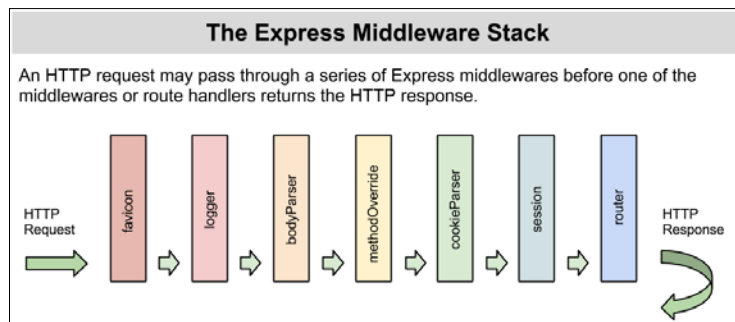 The Express Middleware Stack
An HTTP request may pass through a series of Express middlewares before one of the
middlewares or route handlers returns the HTTP response.
HTTP
Request
favicon
logger
bodyParser
methodOverride
cookieParser
session
router
HTTP
Response